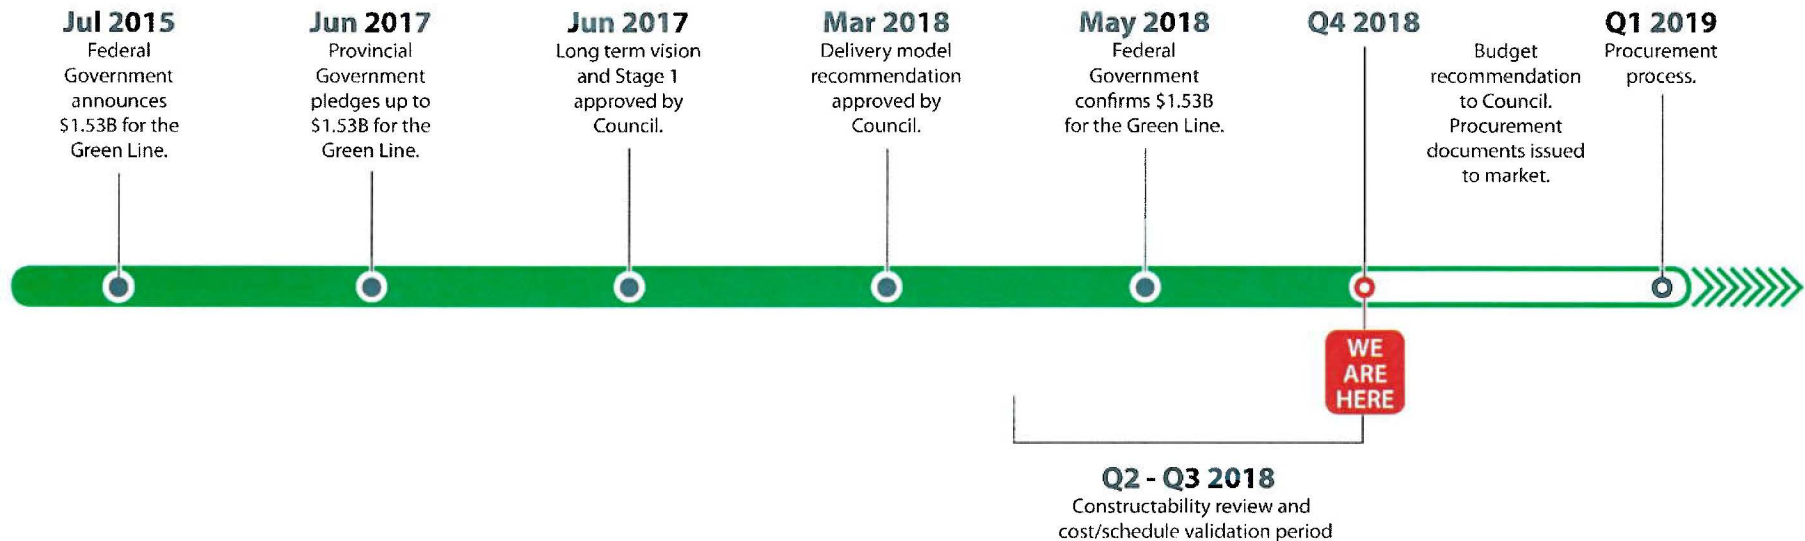 Jul 2015
Federal
Government
announces
$1.53B for the
Green Line.
Jun 2017
Provincial
Government
pledges up to
$1.53B for the
Green Line.
Jun 2017
Long term vision
and Stage 1
approved by
Council.
Mar 2018
Delivery model
recommendation
approved by
Council.
May 2018
Federal
Government
confirms $1.53B
for the Green Line.
Q4 2018
Budget
recommendation
to Council.
Procurement
documents issued
to market.
Q1 2019
Procurement
process.
WE
ARE
HERE
Q2 - Q3 2018
Constructability review and
cost/schedule validation period